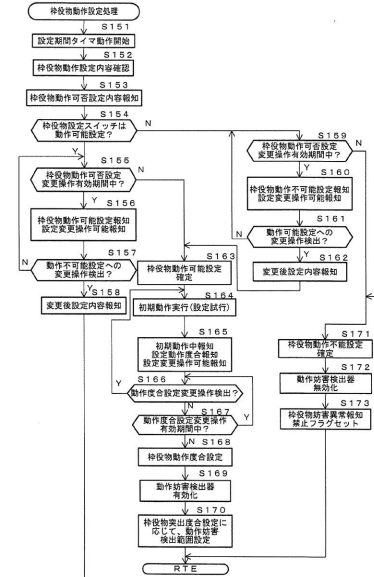 枠役物動作設定処理
S151
設定期間タイマ動作開始
S152
枠役物動作設定内容確認
S153
枠役物動作可否設定内容報知
S154
枠役物設定スイッチは
動作可能設定？
N
Y
S155
枠役物動作可否設定
変更操作有効期間中？
N
Y
S156
枠役物動作可能設定報知
設定変更操作可能報知
S157
動作不可能設定への
変更操作検出？
N
Y
S158
変更後設定内容報知
S159
枠役物動作可否設定
変更操作有効期間中？
N
Y
S160
枠役物動作不可能設定報知
設定変更操作可能報知
S161
動作可能設定への
変更操作検出？
N
Y
S162
変更後設定内容報知
S163
枠役物動作可能設定
確定
S164
初期動作実行(設定試行)
S165
初期動作中報知
設定動作度合報知
設定変更操作可能報知
S166
動作度合設定変更操作検出？
Y
N
S167
動作度合設定変更操作
有効期間中？
Y
N
S168
枠役物動作度合設定
S169
動作妨害検出器
有効化
S170
枠役物突出度合設定に
応じて、動作妨害
検出範囲設定
S171
枠役物動作不能設定
確定
S172
動作妨害検出器
無効化
S173
枠役物妨害異常報知
禁止フラグセット
RTE